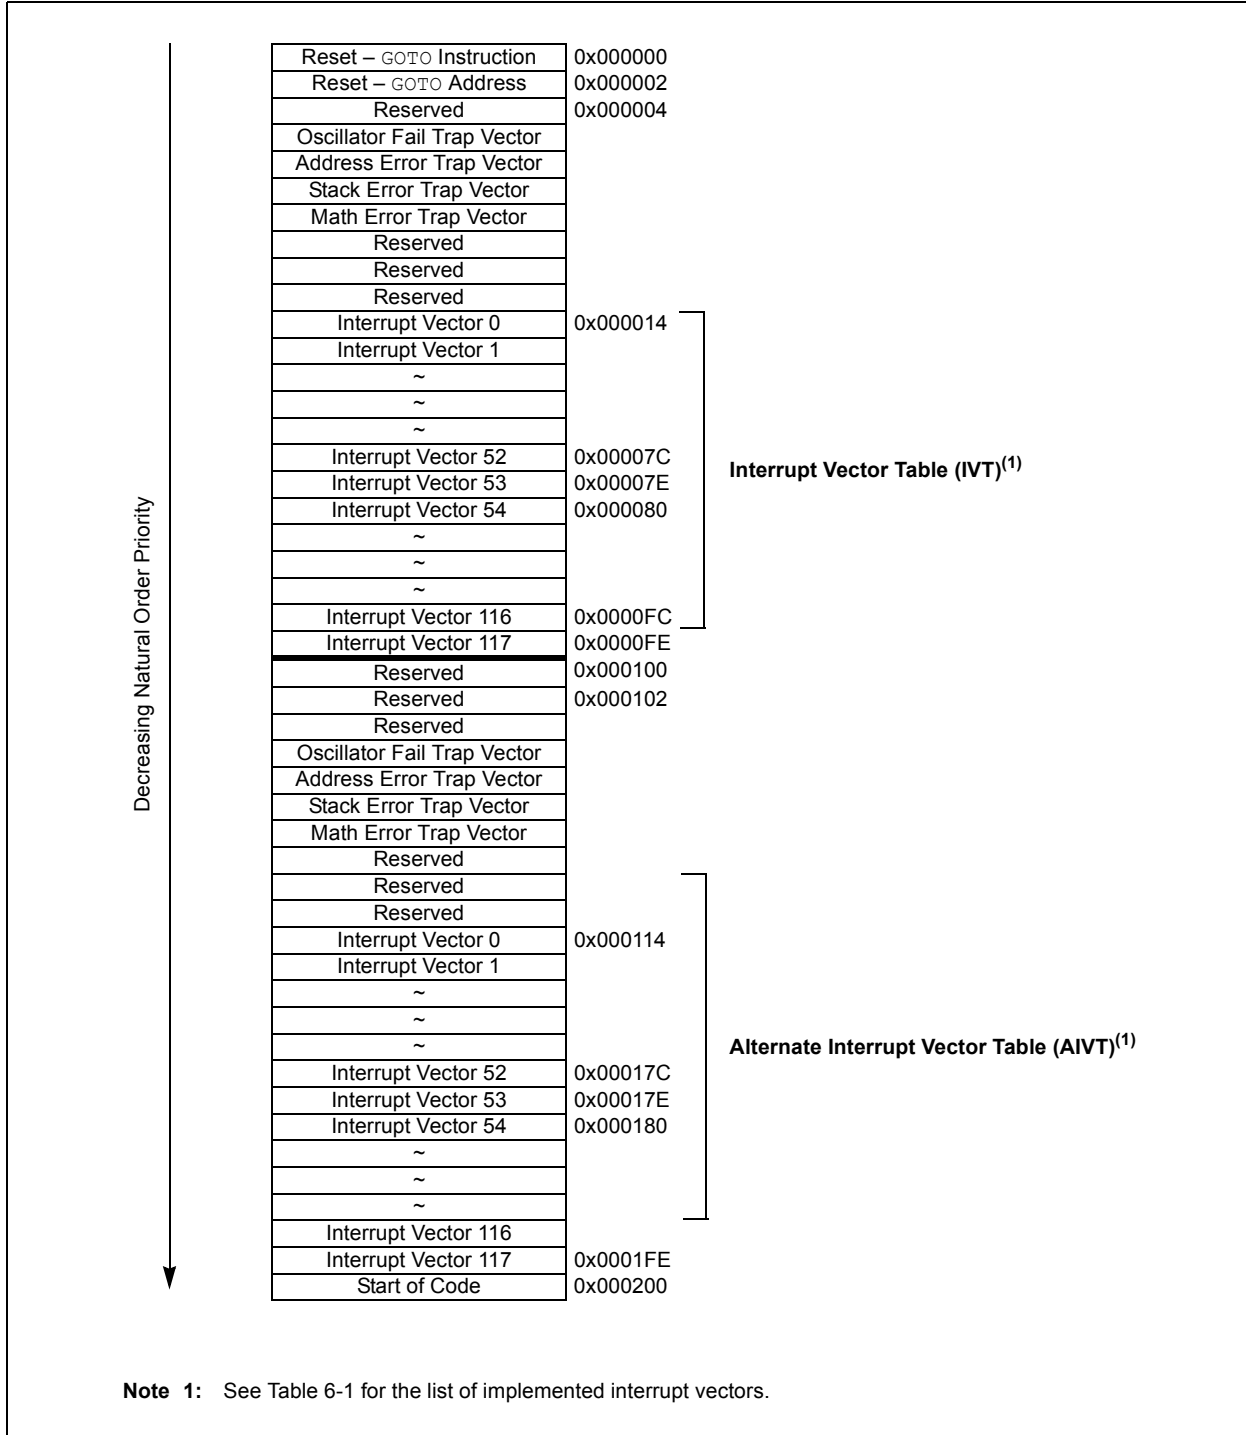 Reset – GOTO Instruction 0x000000
Reset – GOTO Address 0x000002
Reserved 0x000004
Oscillator Fail Trap Vector
Address Error Trap Vector
Stack Error Trap Vector
Math Error Trap Vector
Reserved
Reserved
Reserved
Interrupt Vector 0 0x000014
Interrupt Vector 1
~
~
~
Interrupt Vector 52 0x00007C
Interrupt Vector 53 0x00007E
Interrupt Vector 54 0x000080
~
~
~
Interrupt Vector 116 0x0000FC
Interrupt Vector 117 0x0000FE
Reserved 0x000100
Reserved 0x000102
Reserved
Oscillator Fail Trap Vector
Address Error Trap Vector
Stack Error Trap Vector
Math Error Trap Vector
Reserved
Reserved
Reserved
Interrupt Vector 0 0x000114
Interrupt Vector 1
~
~
~
Interrupt Vector 52 0x00017C
Interrupt Vector 53 0x00017E
Interrupt Vector 54 0x000180
~
~
~
Interrupt Vector 116
Interrupt Vector 117 0x0001FE
Start of Code 0x000200
Decreasing Natural Order Priority
Interrupt Vector Table (IVT)(1)
Alternate Interrupt Vector Table (AIVT)(1)
Note 1: See Table 6-1 for the list of implemented interrupt vectors.